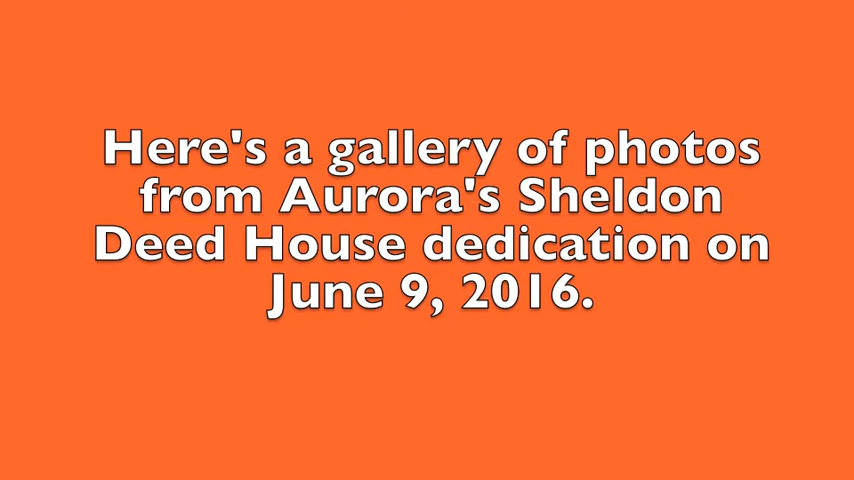 Here's a gallery of photos
from Aurora's Sheldon
Deed House dedication on
June 9, 2016.